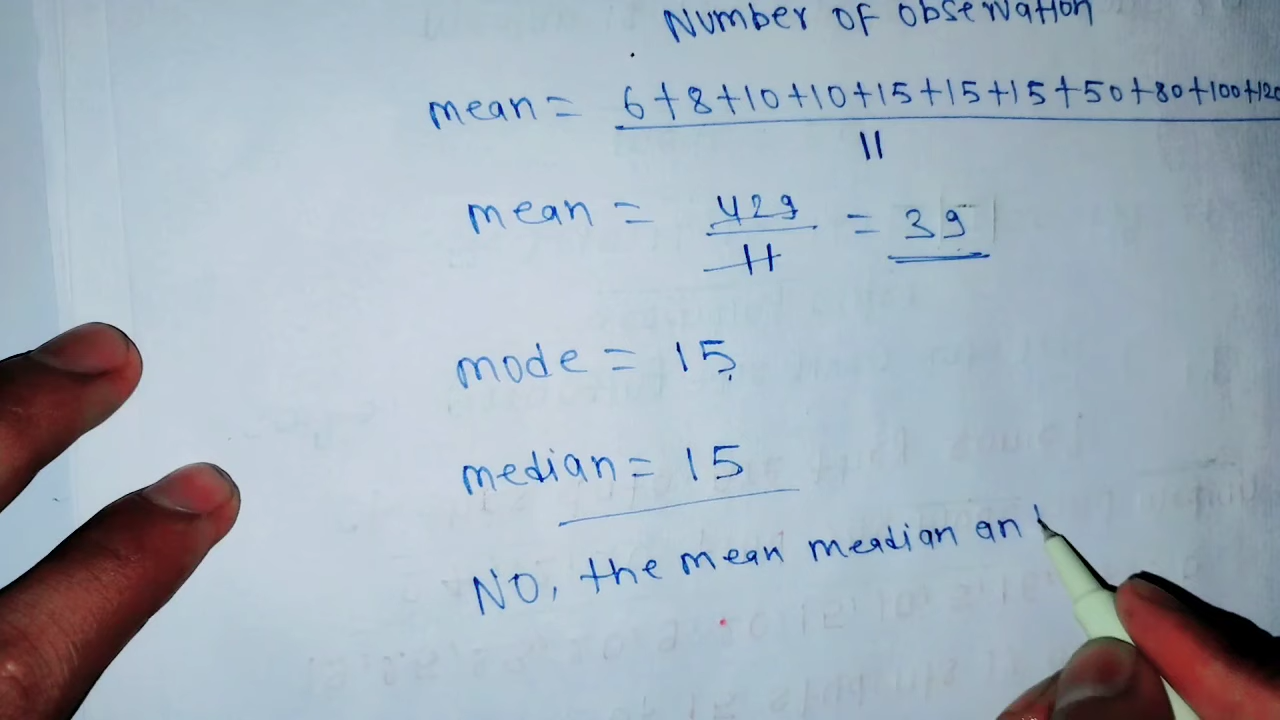 Number of observation
mean = 6+8+10+10+15+15+15+50+80+100+120
11
mean = 429
11
= 39
mode = 15
median = 15
NO, the mean median an